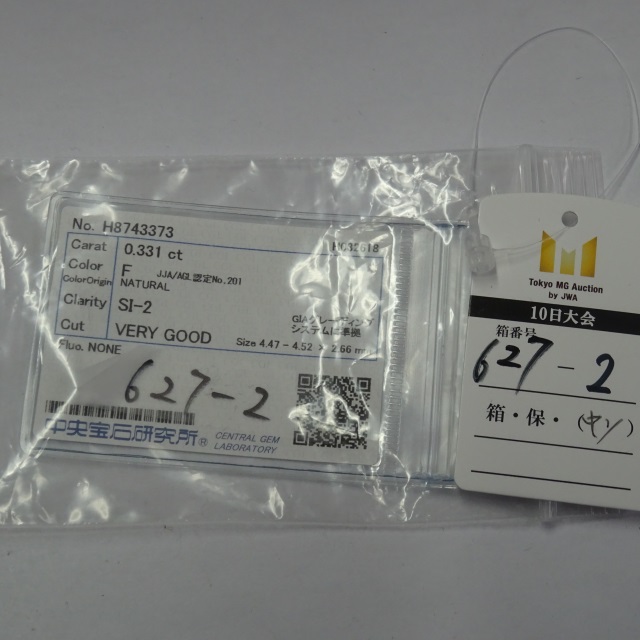 No. H8743373
Carat 0.331 ct
Color F JJA/AGL認定No.201
ColorOrigin NATURAL
Clarity SI-2
GIAグレーディング
システムに準拠
Cut VERY GOOD
Size 4.47 - 4.52 × 2.66 m
Fluo. NONE
627-2
中央宝石研究所® CENTRAL GEM
LABORATORY
Tokyo MG Auction
by JWA
10日大会
箱番号
627-2
箱・保・